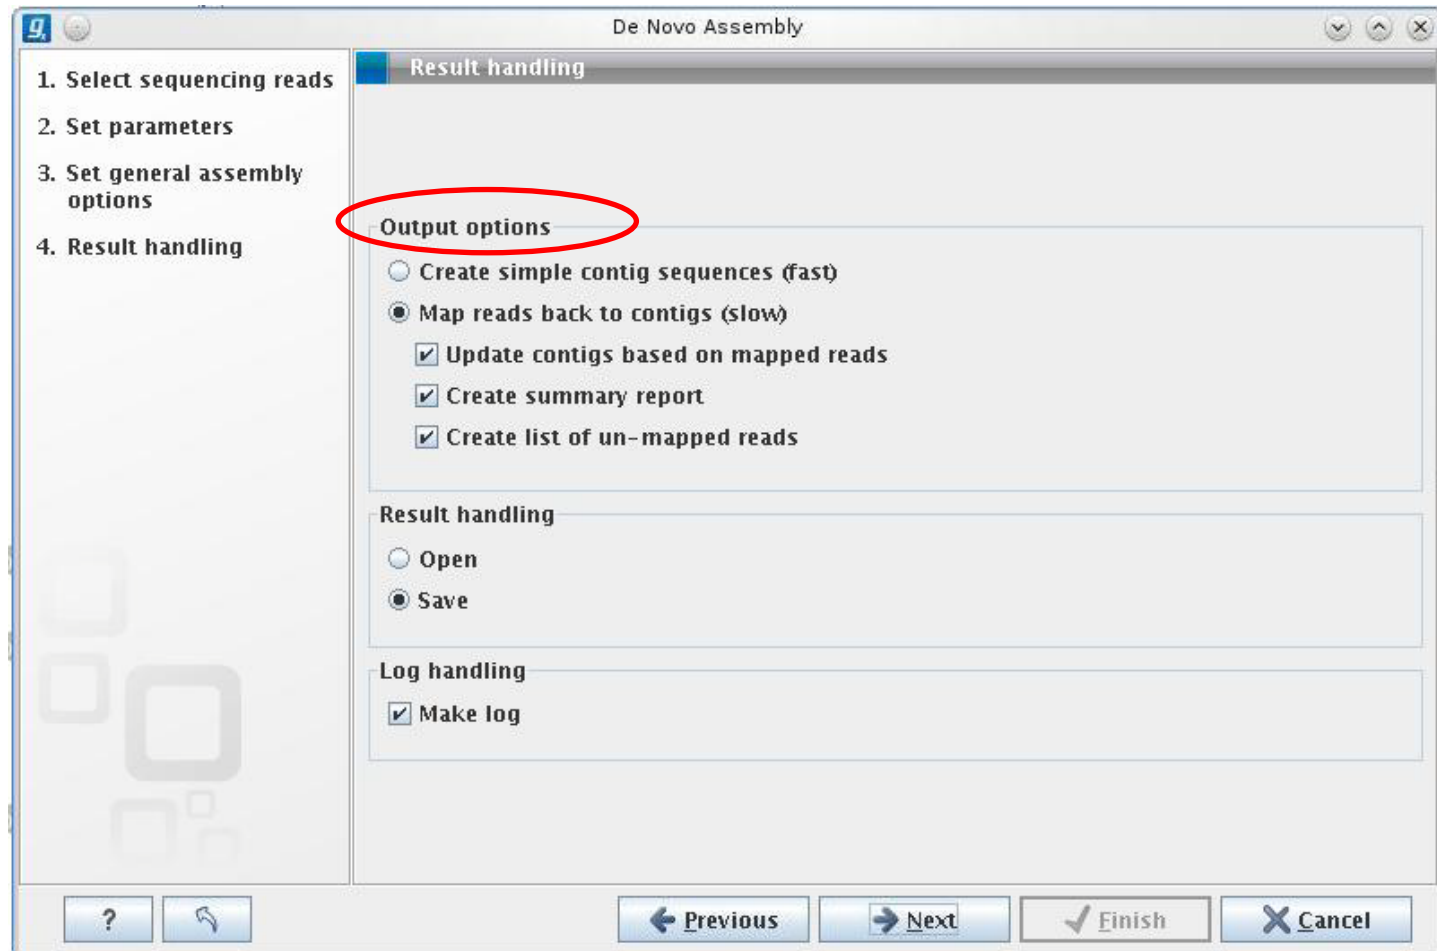 De Novo Assembly
1. Select sequencing reads
2. Set parameters
3. Set general assembly
options
4. Result handling
Result handling
Output options
Create simple contig sequences (fast)
Map reads back to contigs (slow)
Update contigs based on mapped reads
Create summary report
Create list of un-mapped reads
Result handling
Open
Save
Log handling
Make log
?
Previous
Next
Finish
Cancel